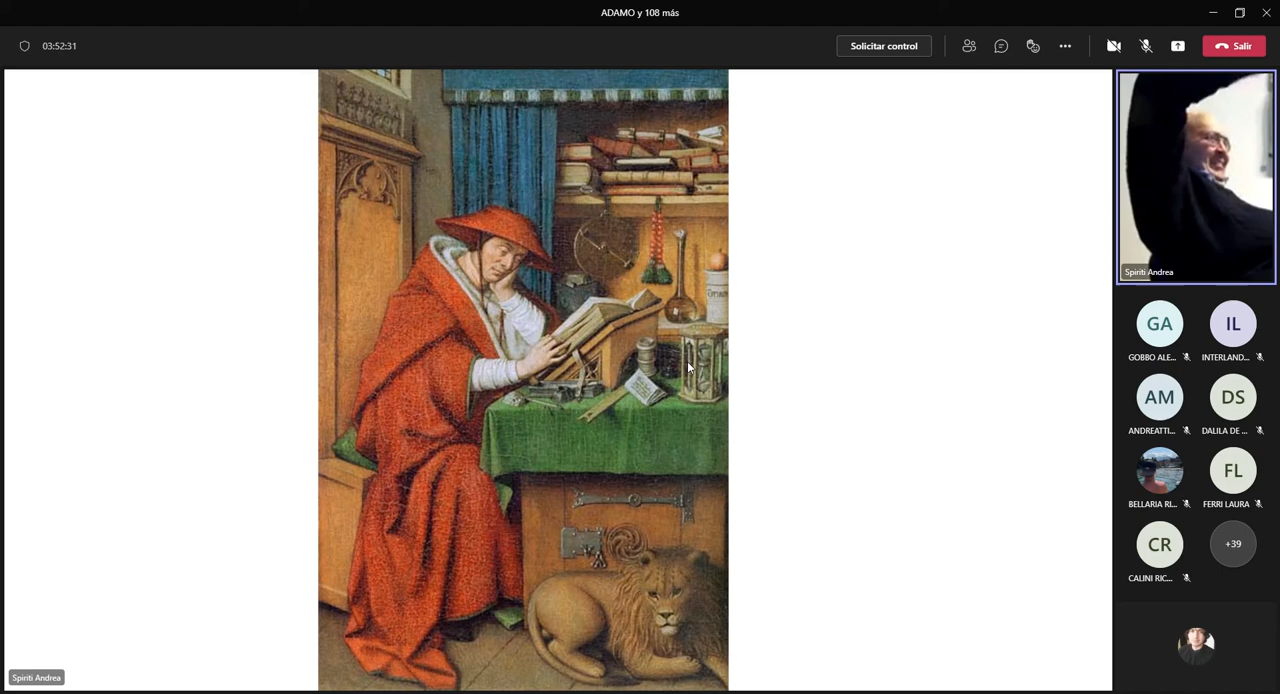 ADAMO y 108 más
03:52:31
Solicitar control
Salir
Spiriti Andrea
GA
IL
GOBBO ALE...
INTERLAND...
AM
DS
ANDREATTI...
DALILA DE ...
FL
BELLARIA RI...
FERRI LAURA
CR
+39
CALINI RIC...
Spiriti Andrea